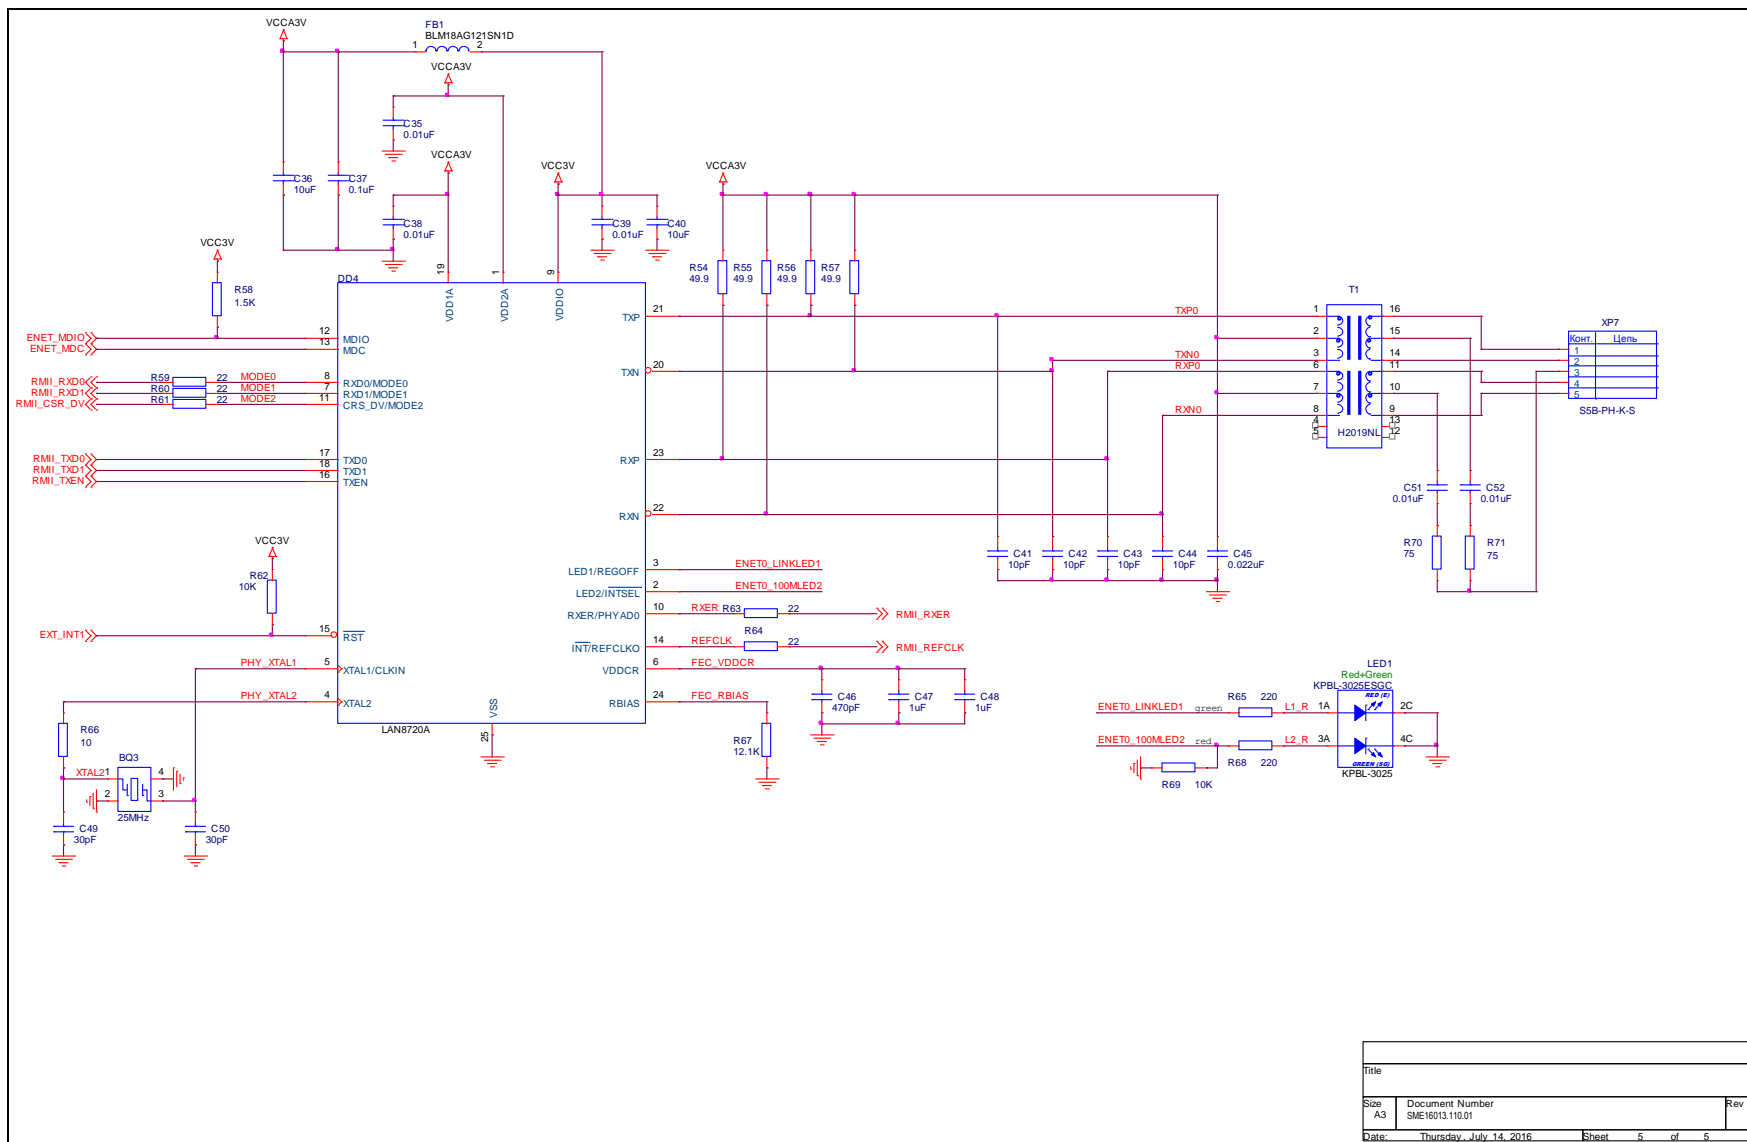 VCCA3V
FB1
BLM18AG121SN1D
1 2
VCCA3V
C35
0.01uF
VCCA3V
VCC3V
VCCA3V
C36
10uF
C37
0.1uF
C38
0.01uF
C39
0.01uF
C40
10uF
VCC3V
R58
1.5K
R54
49.9
R55
49.9
R56
49.9
R57
49.9
DD4
19
1
9
VDD1A
VDD2A
VDDIO
ENET_MDIO 12 MDIO
ENET_MDC 13 MDC
RMII_RXD0 R59 22 MODE0 8 RXD0/MODE0
RMII_RXD1 R60 22 MODE1 7 RXD1/MODE1
RMII_CSR_DV R61 22 MODE2 11 CRS_DV/MODE2
RMII_TXD0 17 TXD0
RMII_TXD1 18 TXD1
RMII_TXEN 16 TXEN
VCC3V
R62
10K
EXT_INT1 15 RST
PHY_XTAL1 5 XTAL1/CLKIN
PHY_XTAL2 4 XTAL2
R66
10
BQ3
XTAL2 1 4
2 3
25MHz
C49
30pF
C50
30pF
TXP 21
TXN 20
RXP 23
RXN 22
LED1/REGOFF 3 ENET0_LINKLED1
LED2/INTSEL 2 ENET0_100MLED2
RXER/PHYAD0 10 RXER R63 22 RMII_RXER
INT/REFCLKO 14 REFCLK R64 22 RMII_REFCLK
VDDCR 6 FEC_VDDCR
RBIAS 24 FEC_RBIAS
VSS
25
LAN8720A
R67
12.1K
C46
470pF
C47
1uF
C48
1uF
C41
10pF
C42
10pF
C43
10pF
C44
10pF
C45
0.022uF
T1
TXP0 1 16
2 15
TXN0 3 14
RXP0 6 11
7 10
RXN0 8 9
4 13
5 12
H2019NL
XP7
Конт. Цепь
1
2
3
4
5
S5B-PH-K-S
C51
0.01uF
C52
0.01uF
R70
75
R71
75
LED1
Red+Green
KPBL-3025ESGC
RED (E)
ENET0_LINKLED1 green R65 220 L1_R 1A 2C
ENET0_100MLED2 red R68 220 L2_R 3A 4C
GREEN (SG)
KPBL-3025
R69 10K
Title
Size
A3
Document Number
SME16013.110.01
Rev
Date: Thursday, July 14, 2016 Sheet 5 of 5